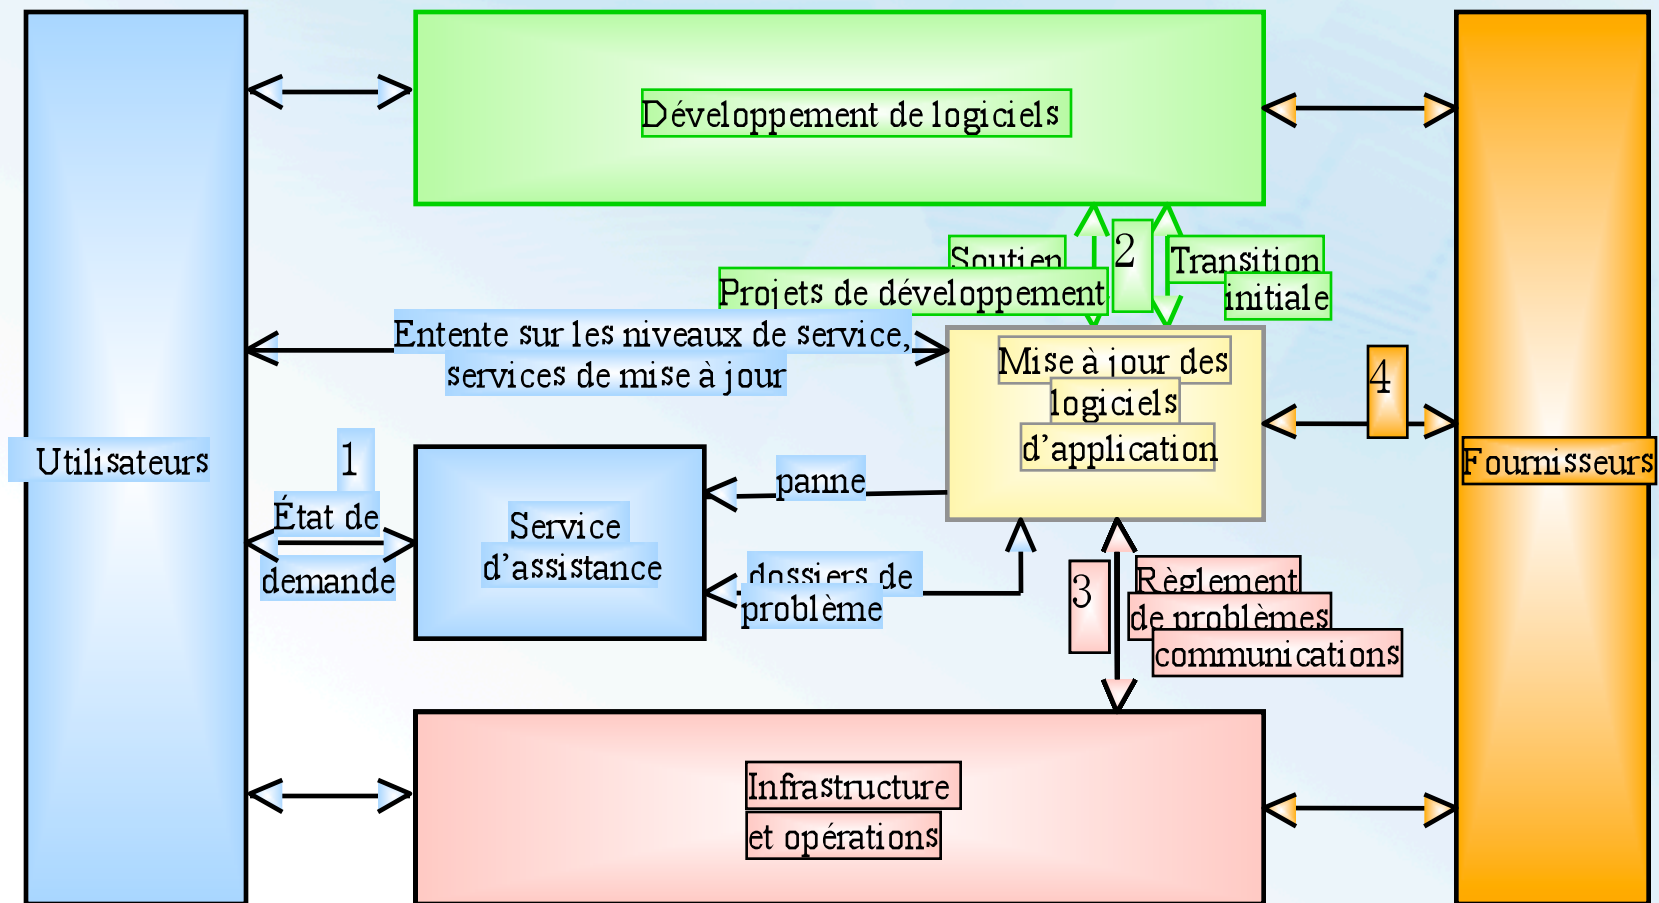 Développement de logiciels
Soutien
Projets de développement
2
Transition
initiale
Entente sur les niveaux de service,
services de mise à jour
Mise à jour des
logiciels
d'application
4
Utilisateurs
1
État de
demande
Service
d'assistance
panne
dossiers de
problème
3
Règlement
de problèmes
communications
Fournisseurs
Infrastructure
et opérations